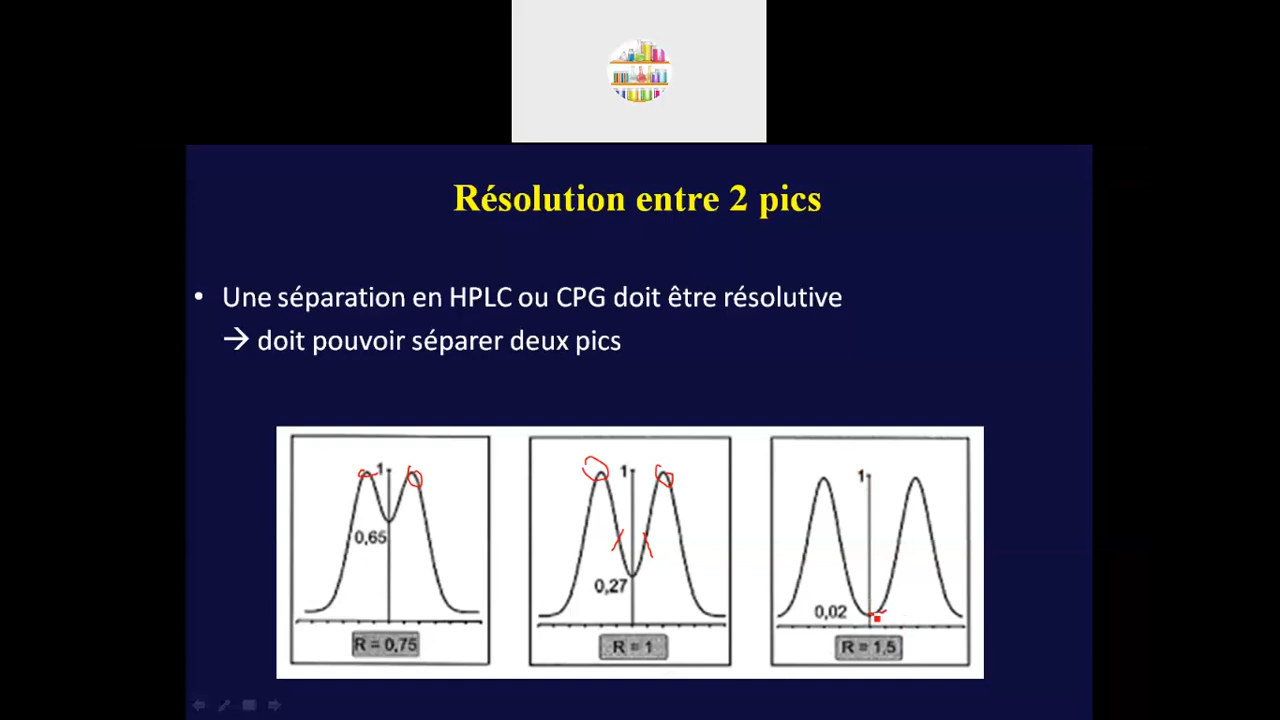 Résolution entre 2 pics
• Une séparation en HPLC ou CPG doit être résolutive
→ doit pouvoir séparer deux pics
1
0,65
R = 0,75
1
0,27
R = 1
1
0,02
R = 1,5